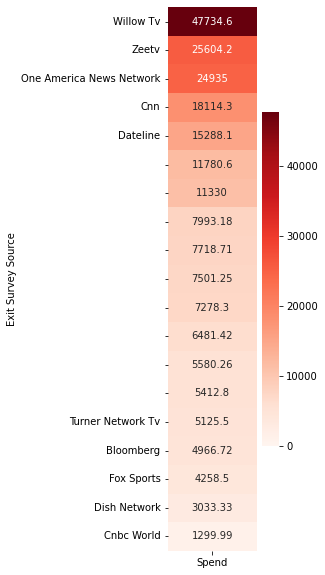 Exit Survey Source
Willow Tv 47734.6
Zeetv 25604.2
One America News Network 24935
Cnn 18114.3
Dateline 15288.1
11780.6
11330
7993.18
7718.71
7501.25
7278.3
6481.42
5580.26
5412.8
Turner Network Tv 5125.5
Bloomberg 4966.72
Fox Sports 4258.5
Dish Network 3033.33
Cnbc World 1299.99
Spend
40000
30000
20000
10000
0